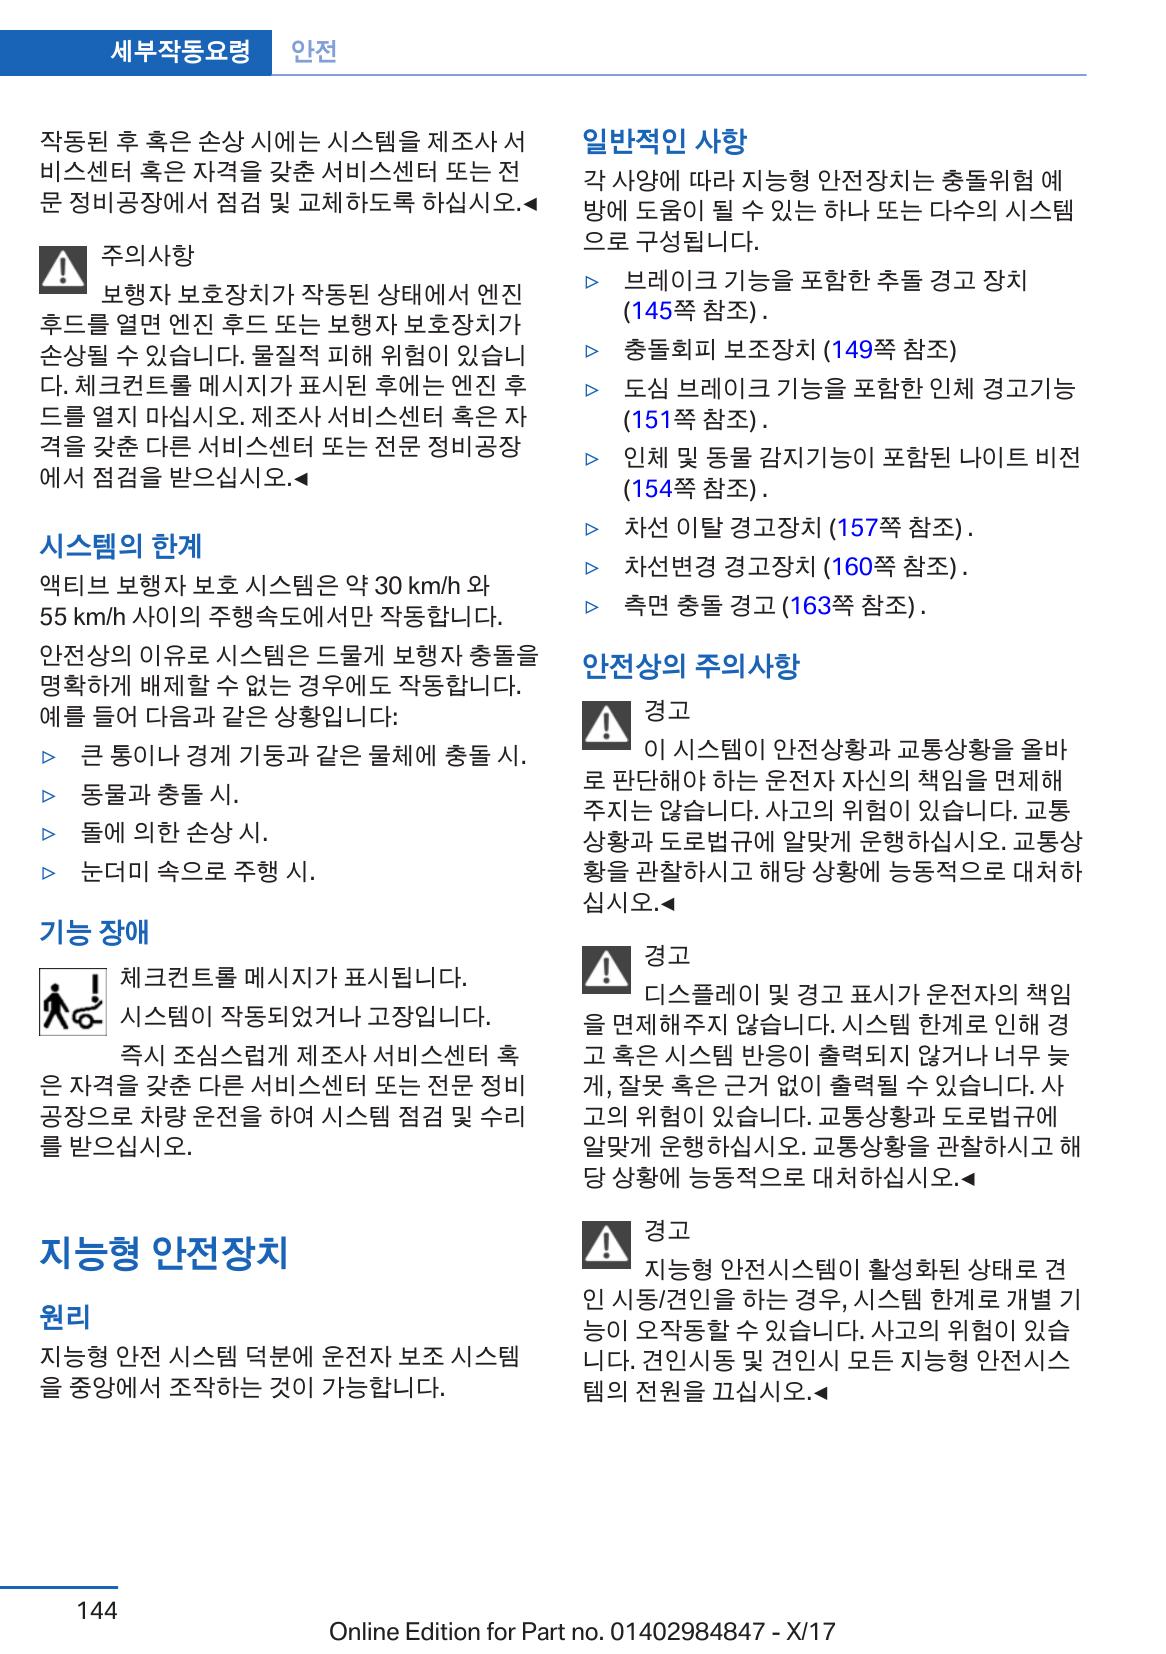 세부작동요령 안전
작동된 후 혹은 손상 시에는 시스템을 제조사 서
비스센터 혹은 자격을 갖춘 서비스센터 또는 전
문 정비공장에서 점검 및 교체하도록 하십시오.◀
주의사항
보행자 보호장치가 작동된 상태에서 엔진
후드를 열면 엔진 후드 또는 보행자 보호장치가
손상될 수 있습니다. 물질적 피해 위험이 있습니
다. 체크컨트롤 메시지가 표시된 후에는 엔진 후
드를 열지 마십시오. 제조사 서비스센터 혹은 자
격을 갖춘 다른 서비스센터 또는 전문 정비공장
에서 점검을 받으십시오.◀
시스템의 한계
액티브 보행자 보호 시스템은 약 30 km/h 와
55 km/h 사이의 주행속도에서만 작동합니다.
안전상의 이유로 시스템은 드물게 보행자 충돌을
명확하게 배제할 수 없는 경우에도 작동합니다.
예를 들어 다음과 같은 상황입니다:
▷ 큰 통이나 경계 기둥과 같은 물체에 충돌 시.
▷ 동물과 충돌 시.
▷ 돌에 의한 손상 시.
▷ 눈더미 속으로 주행 시.
기능 장애
체크컨트롤 메시지가 표시됩니다.
시스템이 작동되었거나 고장입니다.
즉시 조심스럽게 제조사 서비스센터 혹
은 자격을 갖춘 다른 서비스센터 또는 전문 정비
공장으로 차량 운전을 하여 시스템 점검 및 수리
를 받으십시오.
지능형 안전장치
원리
지능형 안전 시스템 덕분에 운전자 보조 시스템
을 중앙에서 조작하는 것이 가능합니다.
일반적인 사항
각 사양에 따라 지능형 안전장치는 충돌위험 예
방에 도움이 될 수 있는 하나 또는 다수의 시스템
으로 구성됩니다.
▷ 브레이크 기능을 포함한 추돌 경고 장치
(145쪽 참조) .
▷ 충돌회피 보조장치 (149쪽 참조)
▷ 도심 브레이크 기능을 포함한 인체 경고기능
(151쪽 참조) .
▷ 인체 및 동물 감지기능이 포함된 나이트 비전
(154쪽 참조) .
▷ 차선 이탈 경고장치 (157쪽 참조) .
▷ 차선변경 경고장치 (160쪽 참조) .
▷ 측면 충돌 경고 (163쪽 참조) .
안전상의 주의사항
경고
이 시스템이 안전상황과 교통상황을 올바
로 판단해야 하는 운전자 자신의 책임을 면제해
주지는 않습니다. 사고의 위험이 있습니다. 교통
상황과 도로법규에 알맞게 운행하십시오. 교통상
황을 관찰하시고 해당 상황에 능동적으로 대처하
십시오.◀
경고
디스플레이 및 경고 표시가 운전자의 책임
을 면제해주지 않습니다. 시스템 한계로 인해 경
고 혹은 시스템 반응이 출력되지 않거나 너무 늦
게, 잘못 혹은 근거 없이 출력될 수 있습니다. 사
고의 위험이 있습니다. 교통상황과 도로법규에
알맞게 운행하십시오. 교통상황을 관찰하시고 해
당 상황에 능동적으로 대처하십시오.◀
경고
지능형 안전시스템이 활성화된 상태로 견
인 시동/견인을 하는 경우, 시스템 한계로 개별 기
능이 오작동할 수 있습니다. 사고의 위험이 있습
니다. 견인시동 및 견인시 모든 지능형 안전시스
템의 전원을 끄십시오.◀
144
Online Edition for Part no. 01402984847 - X/17